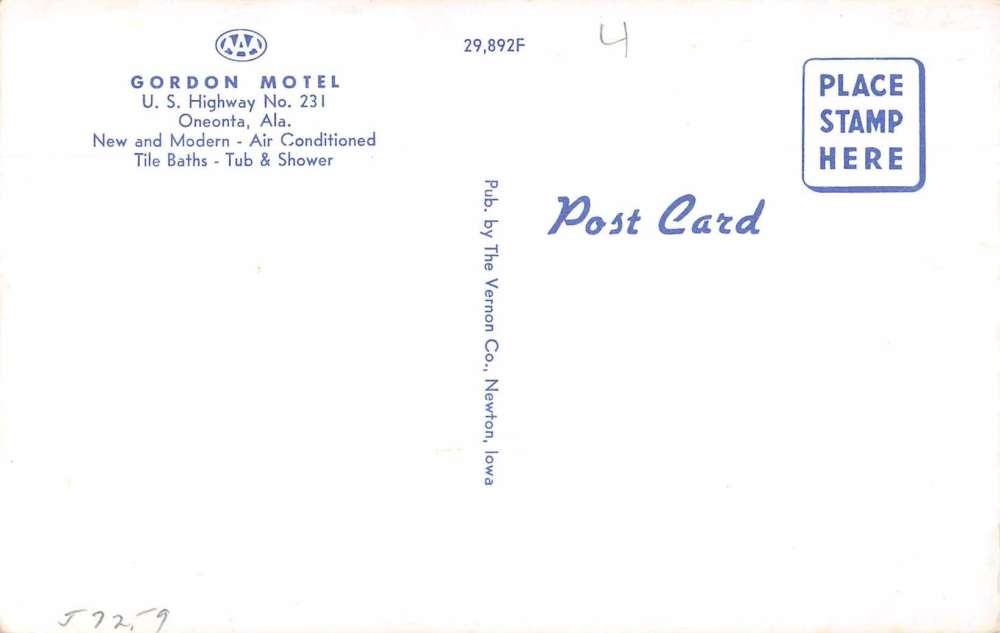 AAA
GORDON MOTEL
U. S. Highway No. 231
Oneonta, Ala.
New and Modern - Air Conditioned
Tile Baths - Tub & Shower
29,892F
4
PLACE
STAMP
HERE
Post Card
Pub. by The Vernon Co., Newton, Iowa